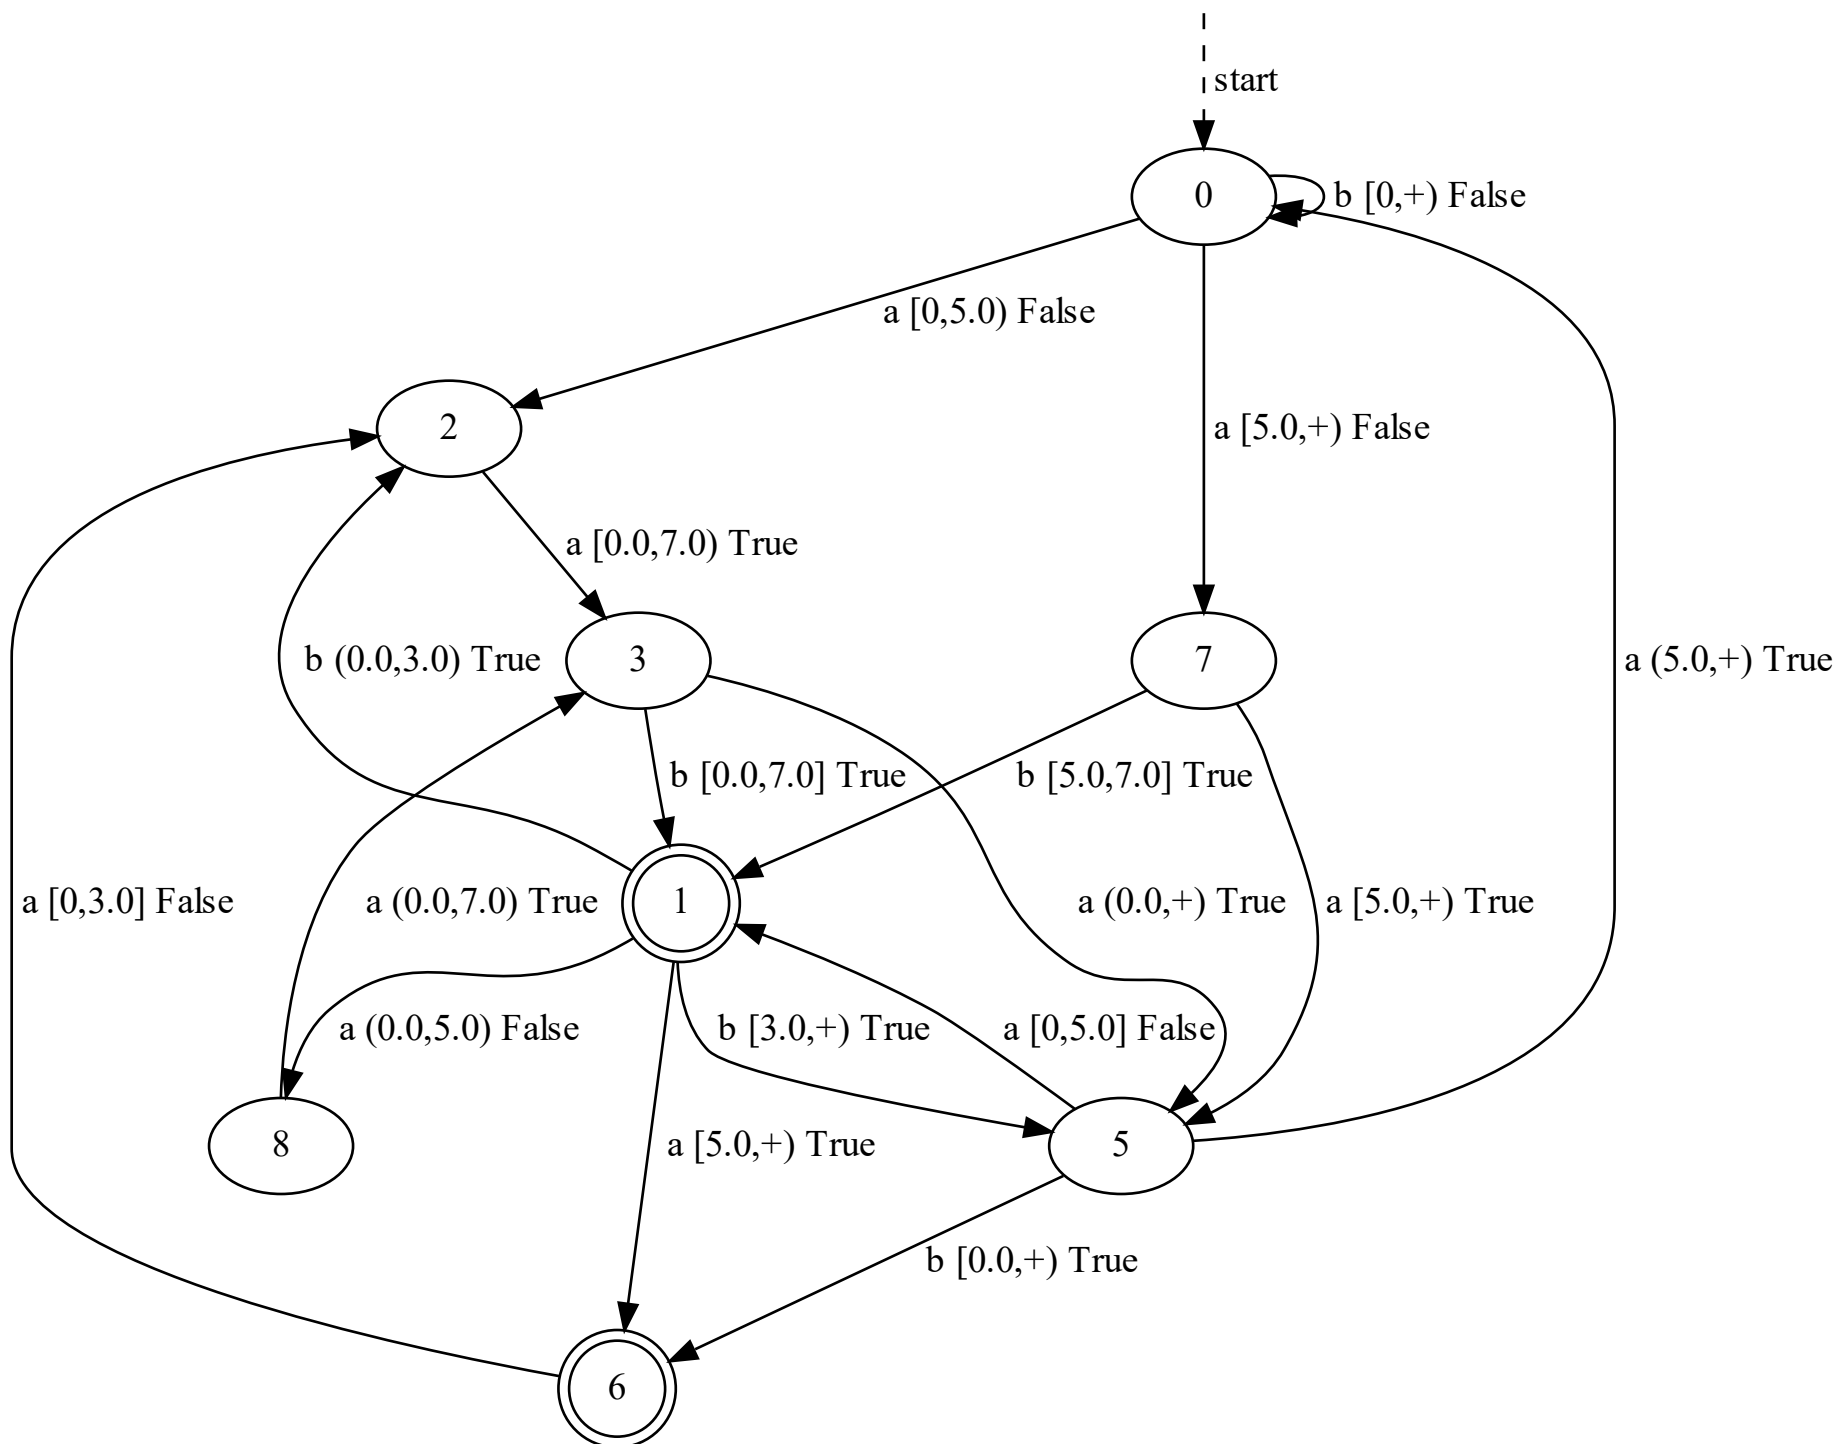 start
0
b [0,+) False
a [0,5.0) False
2
a [5.0,+) False
a [0.0,7.0) True
b (0.0,3.0) True
3
7
a (5.0,+) True
b [0.0,7.0] True
b [5.0,7.0] True
a [0,3.0] False
a (0.0,7.0) True
1
a (0.0,+) True
a [5.0,+) True
a (0.0,5.0) False
b [3.0,+) True
a [0,5.0] False
8
a [5.0,+) True
5
b [0.0,+) True
6